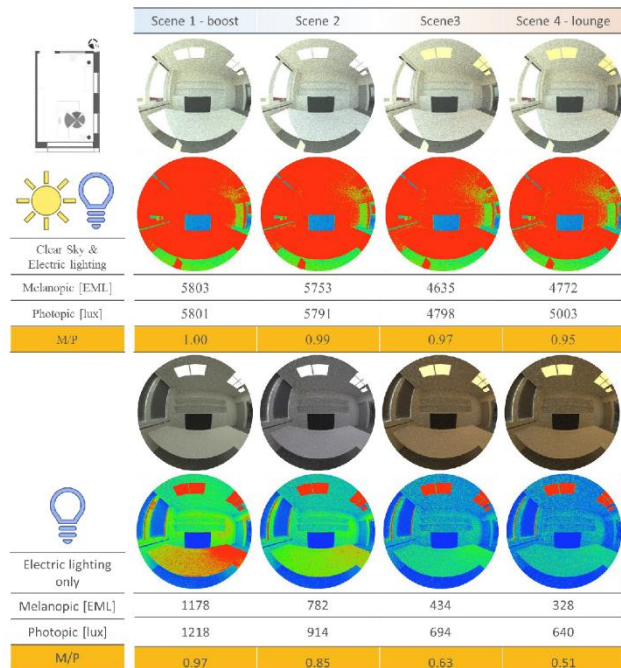 Scene 1 - boost Scene 2 Scene3 Scene 4 - lounge
Clear Sky &
Electric lighting
Melanopic [EML] 5803 5753 4635 4772
Photopic [lux] 5801 5791 4798 5003
M/P 1.00 0.99 0.97 0.95
Electric lighting
only
Melanopic [EML] 1178 782 434 328
Photopic [lux] 1218 914 694 640
M/P 0.97 0.85 0.63 0.51